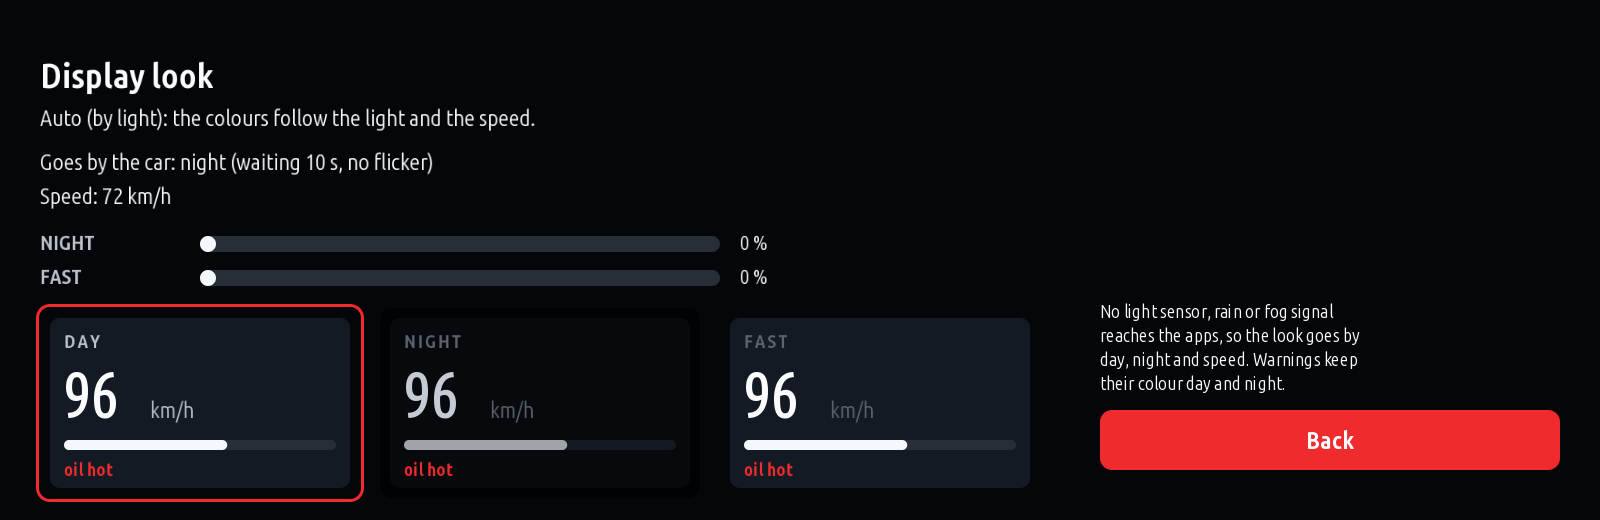 Display look
Auto (by light): the colours follow the light and the speed.
Goes by the car: night (waiting 10 s, no flicker)
Speed: 72 km/h
NIGHT 0 %
FAST 0 %
DAY
96 km/h
oil hot
NIGHT
96 km/h
oil hot
FAST
96 km/h
oil hot
No light sensor, rain or fog signal
reaches the apps, so the look goes by
day, night and speed. Warnings keep
their colour day and night.
Back